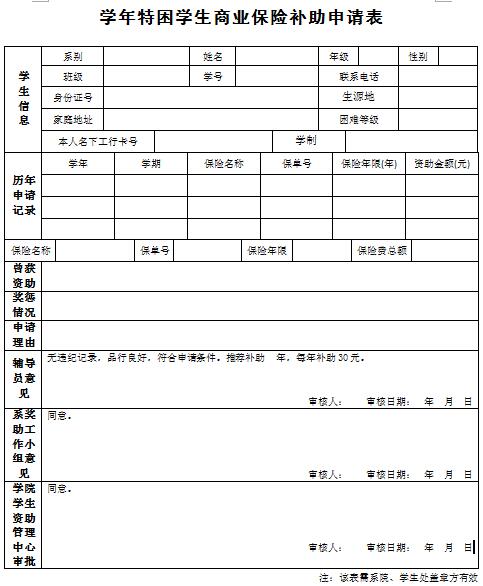 学年特困学生商业保险补助申请表
学生信息
系别 姓名 年级 性别
班级 学号 联系电话
身份证号 生源地
家庭地址 困难等级
本人名下工行卡号 学制
历年申请记录
学年 学期 保险名称 保单号 保险年限(年) 资助金额(元)
保险名称 保单号 保险年限 保险费总额
曾获资助
奖惩情况
申请理由
辅导员意见
无违纪记录，品行良好，符合申请条件。推荐补助 年，每年补助30元。
审核人： 审核日期： 年 月 日
系奖助工作小组意见
同意。
审核人： 审核日期： 年 月 日
学院学生资助管理中心审批
同意。
审核人： 审核日期： 年 月 日
注：该表需系院、学生处盖章方有效